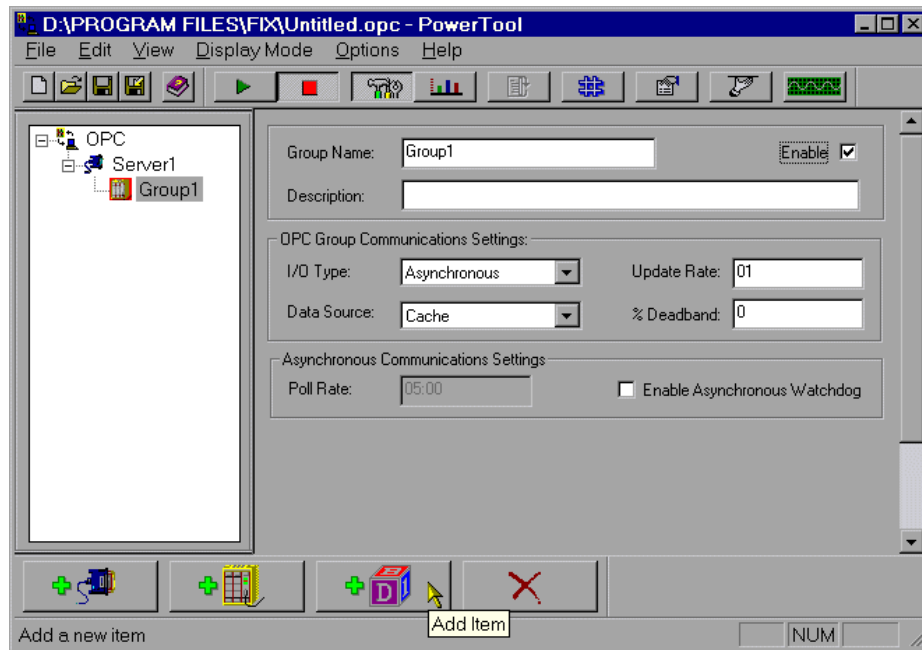 D:\PROGRAM FILES\FIX\Untitled.opc - PowerTool
File Edit View Display Mode Options Help
OPC
Server1
Group1
Group Name: Group1 Enable
Description:
OPC Group Communications Settings:
I/O Type: Asynchronous Update Rate: 01
Data Source: Cache % Deadband: 0
Asynchronous Communications Settings
Poll Rate: 05:00 Enable Asynchronous Watchdog
D
Add Item
Add a new item NUM